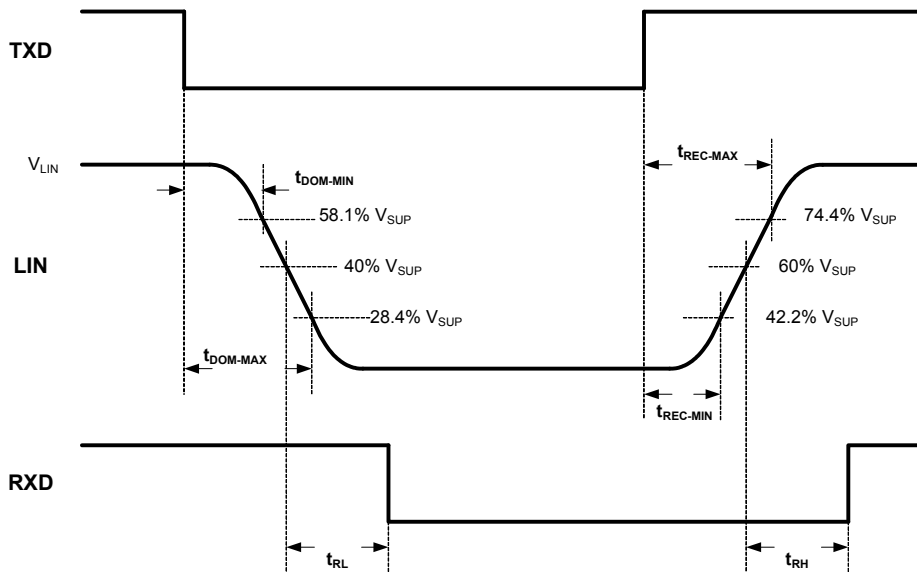 TXD
V_LIN
t_REC-MAX
t_DOM-MIN
58.1% V_SUP
74.4% V_SUP
LIN
40% V_SUP
60% V_SUP
28.4% V_SUP
42.2% V_SUP
t_DOM-MAX
t_REC-MIN
RXD
t_RL
t_RH